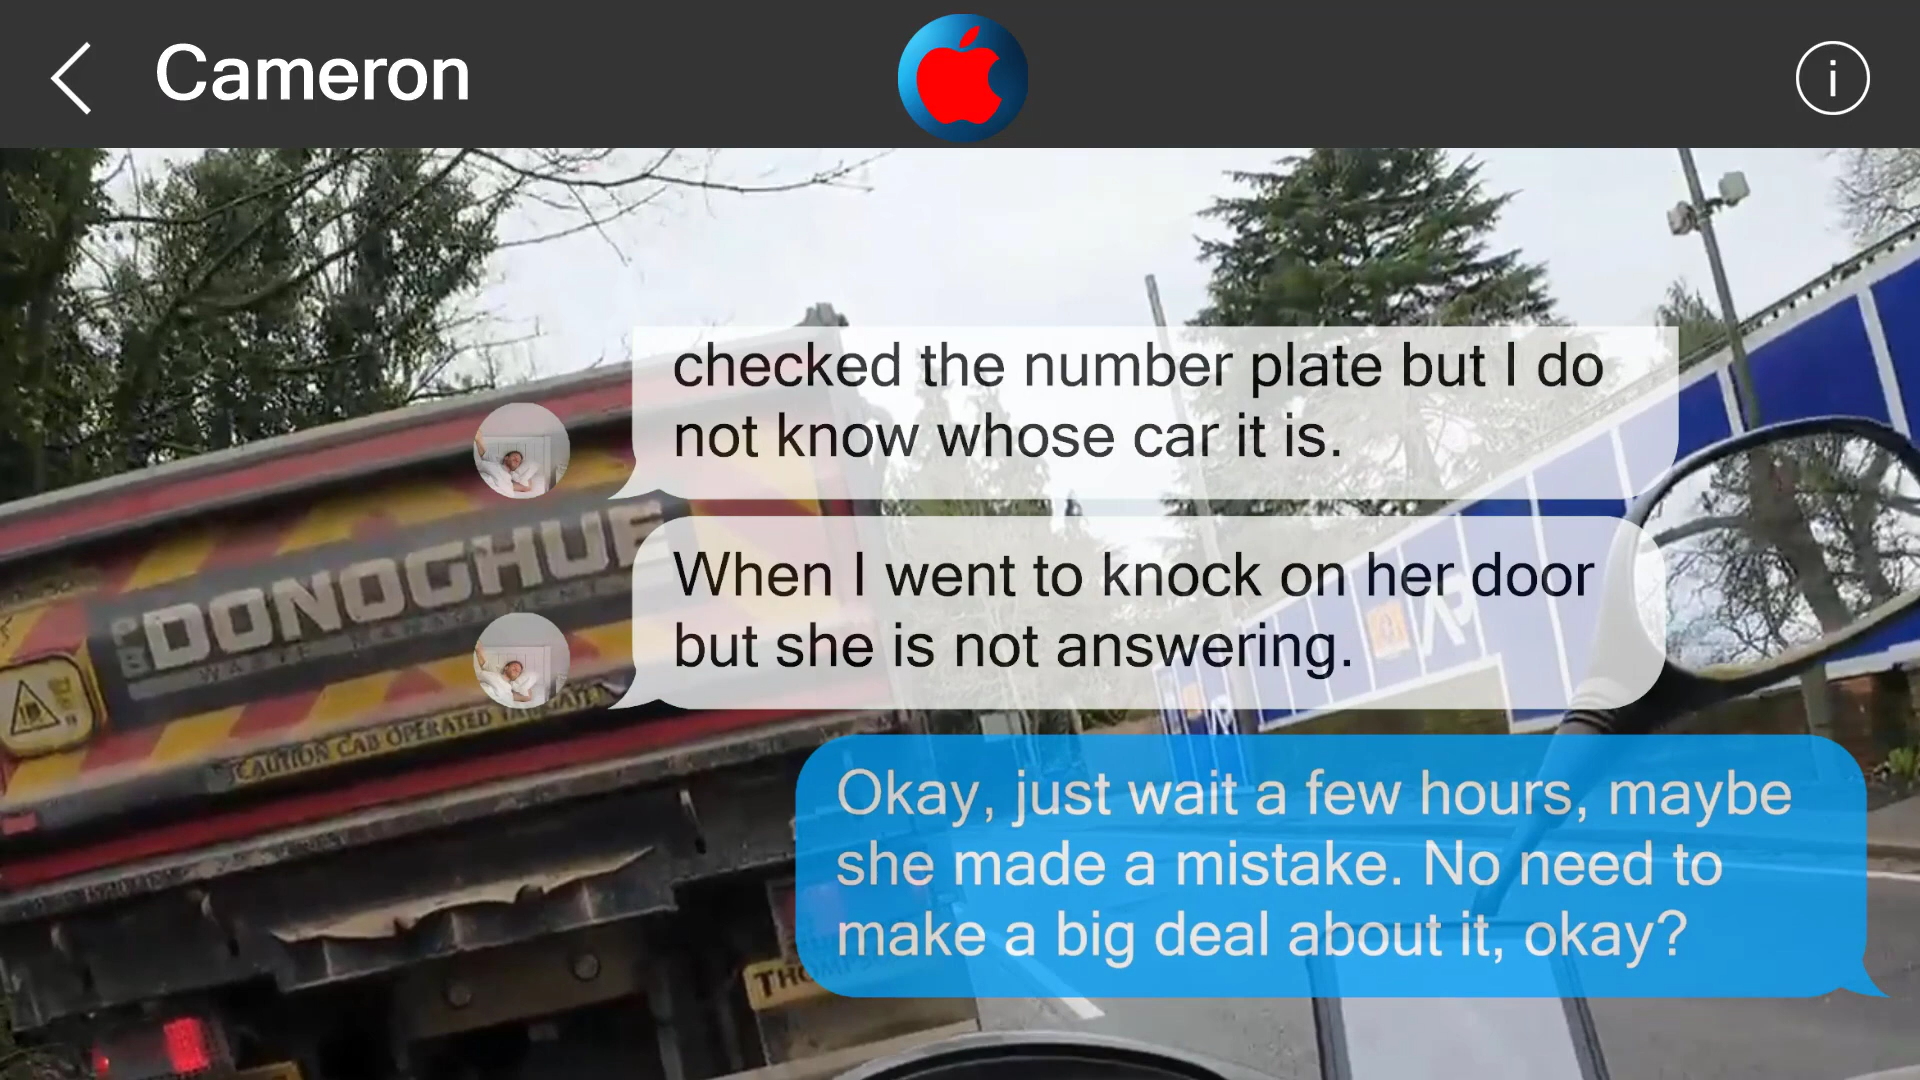 Cameron
i
checked the number plate but I do
not know whose car it is.
When I went to knock on her door
but she is not answering.
Okay, just wait a few hours, maybe
she made a mistake. No need to
make a big deal about it, okay?
DONOGHUE
WASTE
CAUTION CAB OPERATED TAILGATE